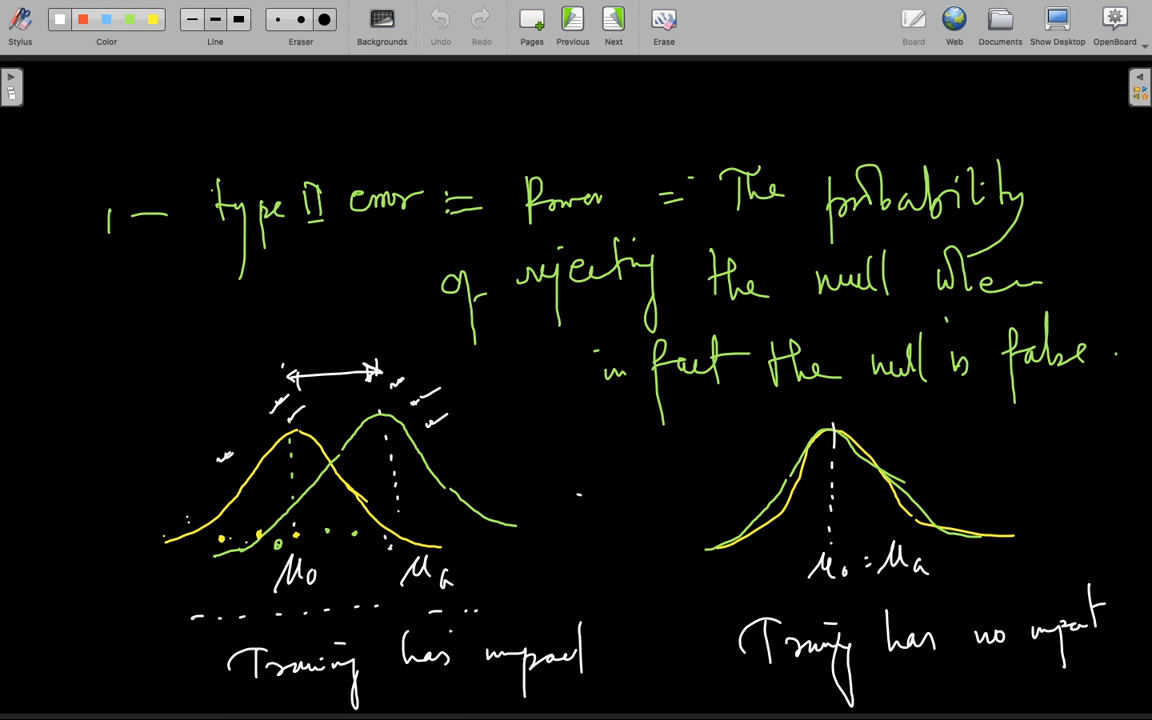 Stylus Color Line Eraser Backgrounds Undo Redo Pages Previous Next Erase Board Web Documents Show Desktop OpenBoard
1 — type II error = Power = The probability
of rejecting the null when
in fact the null is false.
μ0 μa
μ0 = μa
Training has impact
Training has no impact